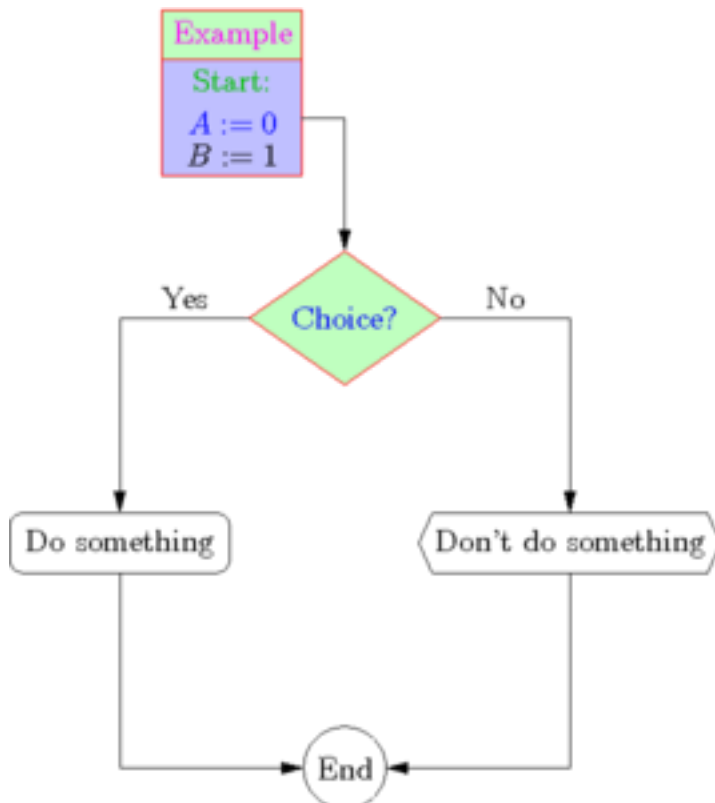 Example
Start:
A := 0
B := 1
Yes
No
Choice?
Do something
Don't do something
End